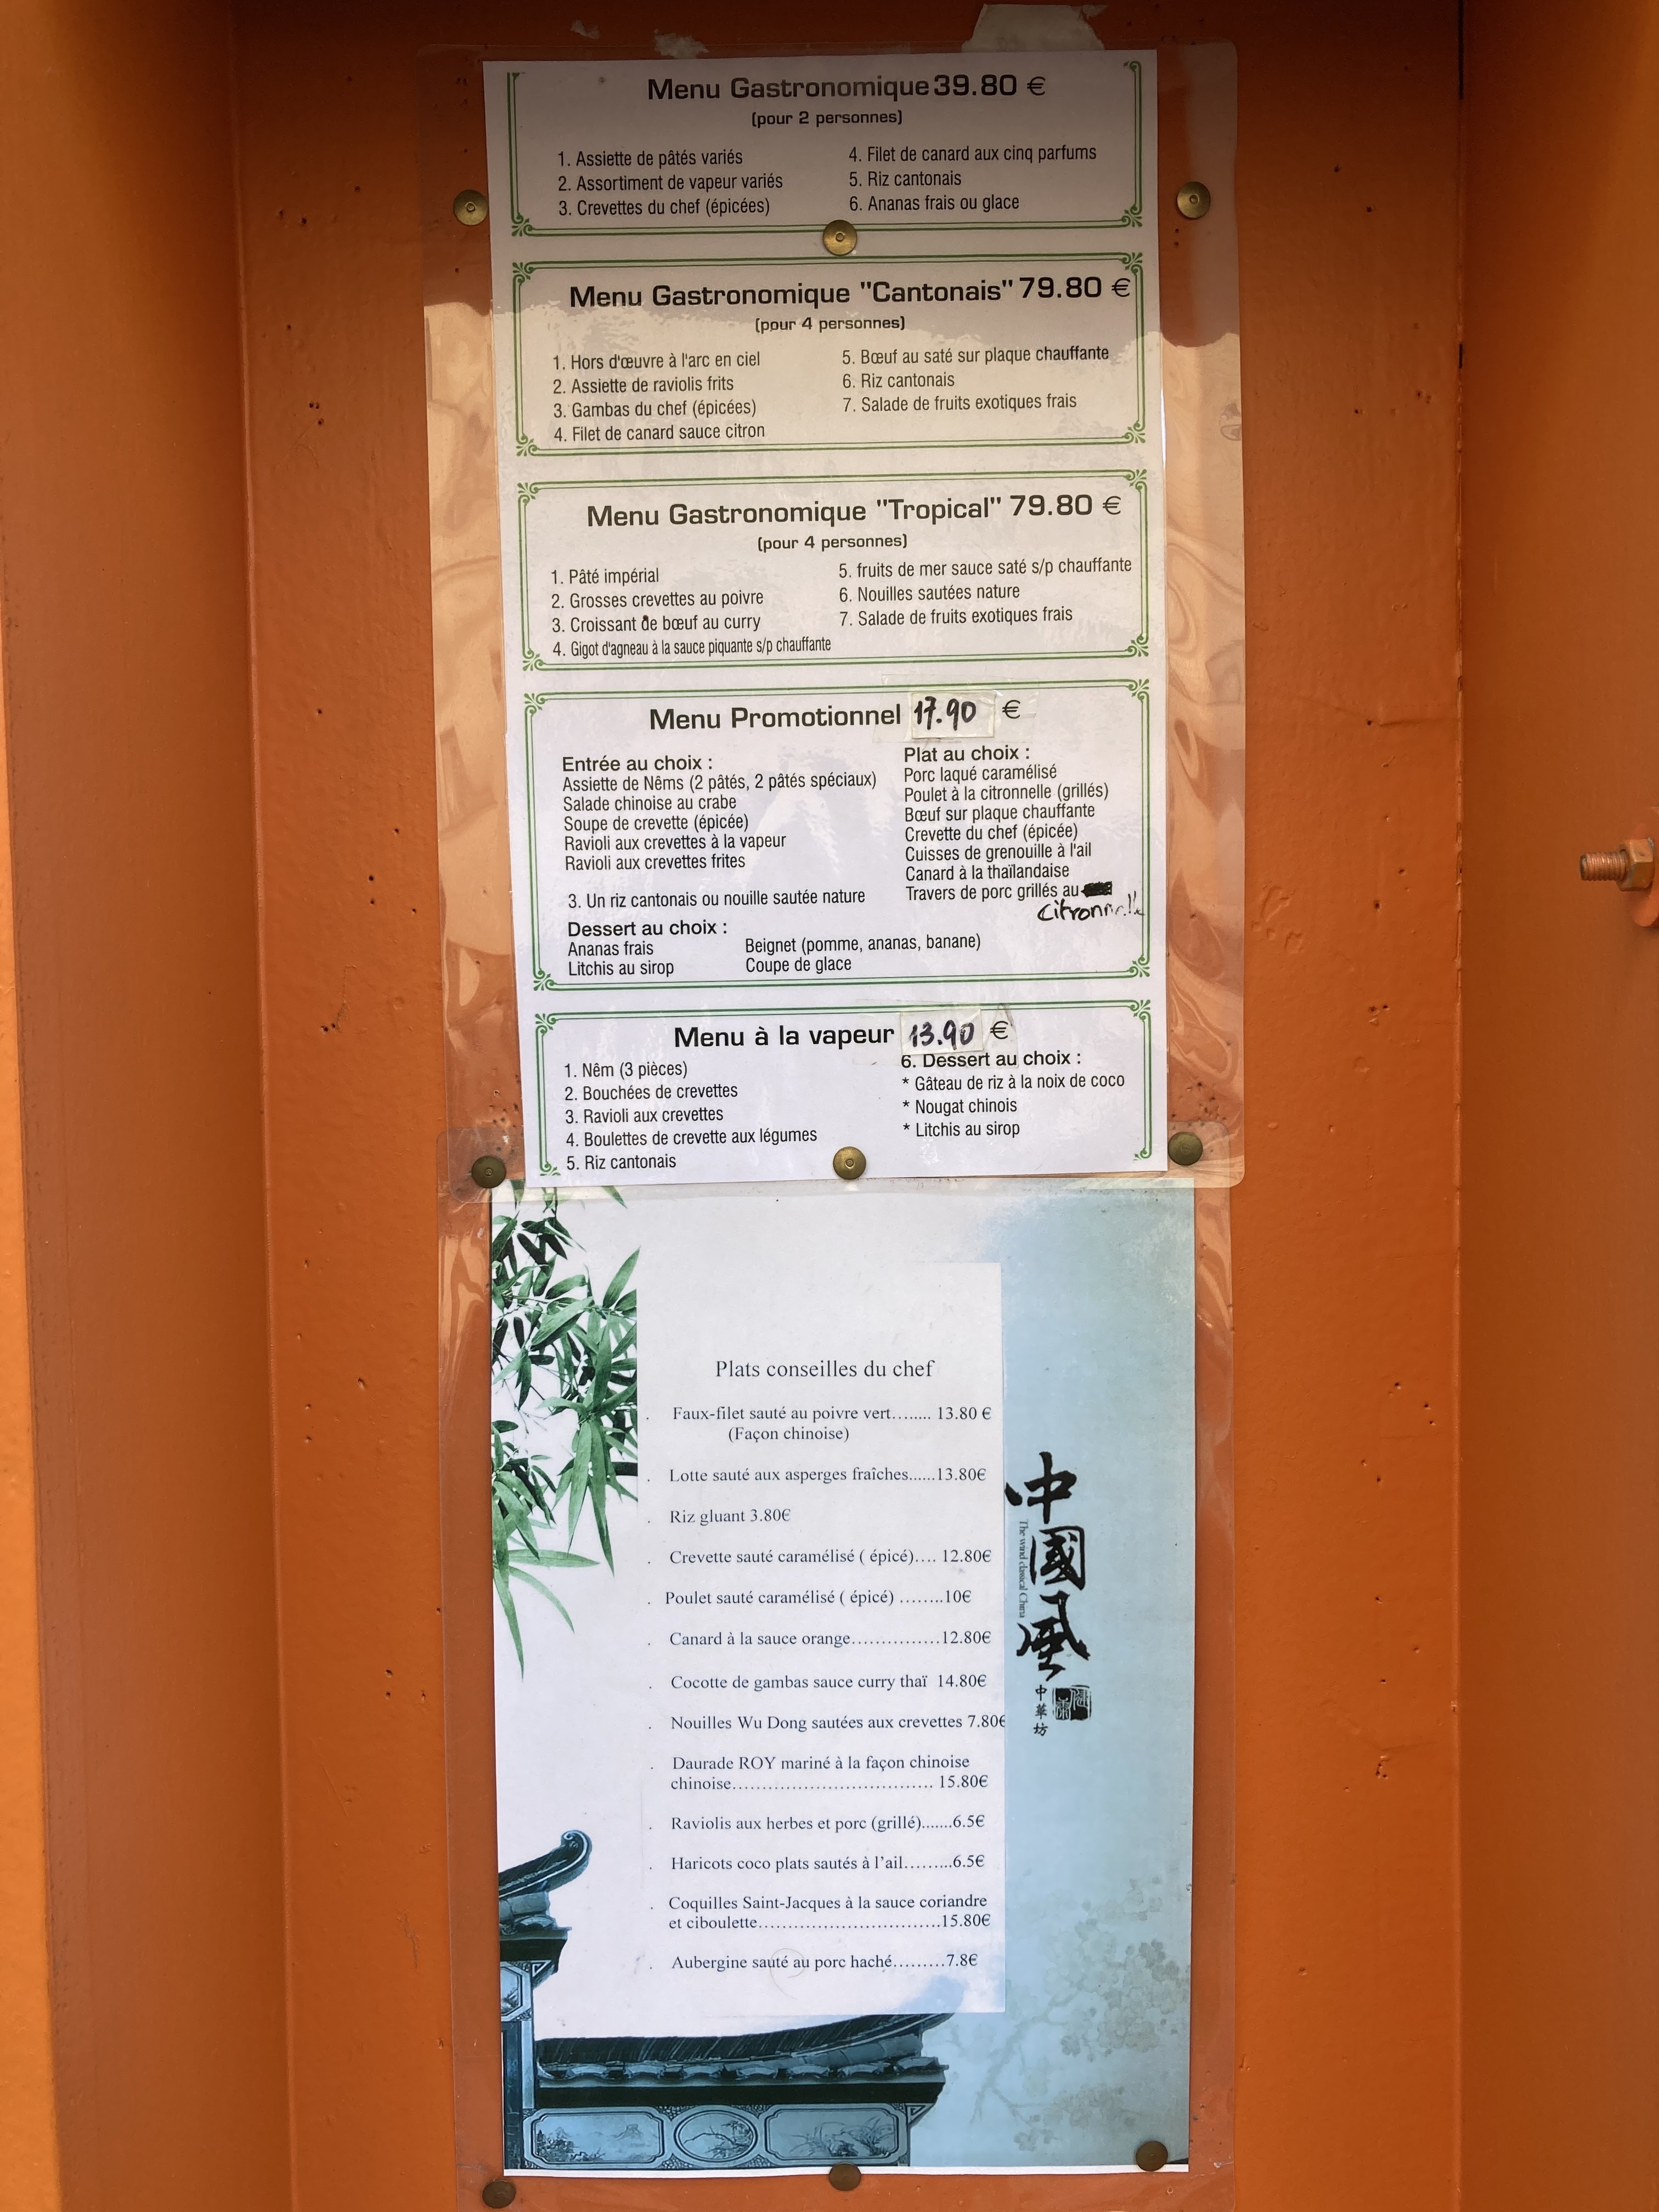 Menu Gastronomique 39.80 €
(pour 2 personnes)
1. Assiette de pâtés variés
2. Assortiment de vapeur variés
3. Crevettes du chef (épicées)
4. Filet de canard aux cinq parfums
5. Riz cantonais
6. Ananas frais ou glace
Menu Gastronomique "Cantonais" 79.80 €
(pour 4 personnes)
1. Hors d'œuvre à l'arc en ciel
2. Assiette de raviolis frits
3. Gambas du chef (épicées)
4. Filet de canard sauce citron
5. Bœuf au saté sur plaque chauffante
6. Riz cantonais
7. Salade de fruits exotiques frais
Menu Gastronomique "Tropical" 79.80 €
(pour 4 personnes)
1. Pâté impérial
2. Grosses crevettes au poivre
3. Croissant de bœuf au curry
4. Gigot d'agneau à la sauce piquante s/p chauffante
5. fruits de mer sauce saté s/p chauffante
6. Nouilles sautées nature
7. Salade de fruits exotiques frais
Menu Promotionnel 17.90 €
Entrée au choix :
Assiette de Nêms (2 pâtés, 2 pâtés spéciaux)
Salade chinoise au crabe
Soupe de crevette (épicée)
Ravioli aux crevettes à la vapeur
Ravioli aux crevettes frites
3. Un riz cantonais ou nouille sautée nature
Plat au choix :
Porc laqué caramélisé
Poulet à la citronnelle (grillés)
Bœuf sur plaque chauffante
Crevette du chef (épicée)
Cuisses de grenouille à l'ail
Canard à la thaïlandaise
Travers de porc grillés au
citronnelle
Dessert au choix :
Ananas frais
Litchis au sirop
Beignet (pomme, ananas, banane)
Coupe de glace
Menu à la vapeur 13.90 €
1. Nêm (3 pièces)
2. Bouchées de crevettes
3. Ravioli aux crevettes
4. Boulettes de crevette aux légumes
5. Riz cantonais
6. Dessert au choix :
* Gâteau de riz à la noix de coco
* Nougat chinois
* Litchis au sirop
Plats conseilles du chef
. Faux-filet sauté au poivre vert....... 13.80 €
(Façon chinoise)
. Lotte sauté aux asperges fraîches......13.80€
. Riz gluant 3.80€
. Crevette sauté caramélisé ( épicé).... 12.80€
. Poulet sauté caramélisé ( épicé) ........10€
. Canard à la sauce orange...............12.80€
. Cocotte de gambas sauce curry thaï 14.80€
. Nouilles Wu Dong sautées aux crevettes 7.80€
. Daurade ROY mariné à la façon chinoise
chinoise.................................. 15.80€
. Raviolis aux herbes et porc (grillé).......6.5€
. Haricots coco plats sautés à l'ail.........6.5€
. Coquilles Saint-Jacques à la sauce coriandre
et ciboulette...............................15.80€
. Aubergine sauté au porc haché.........7.8€
中國風
The wind classical China
中華坊